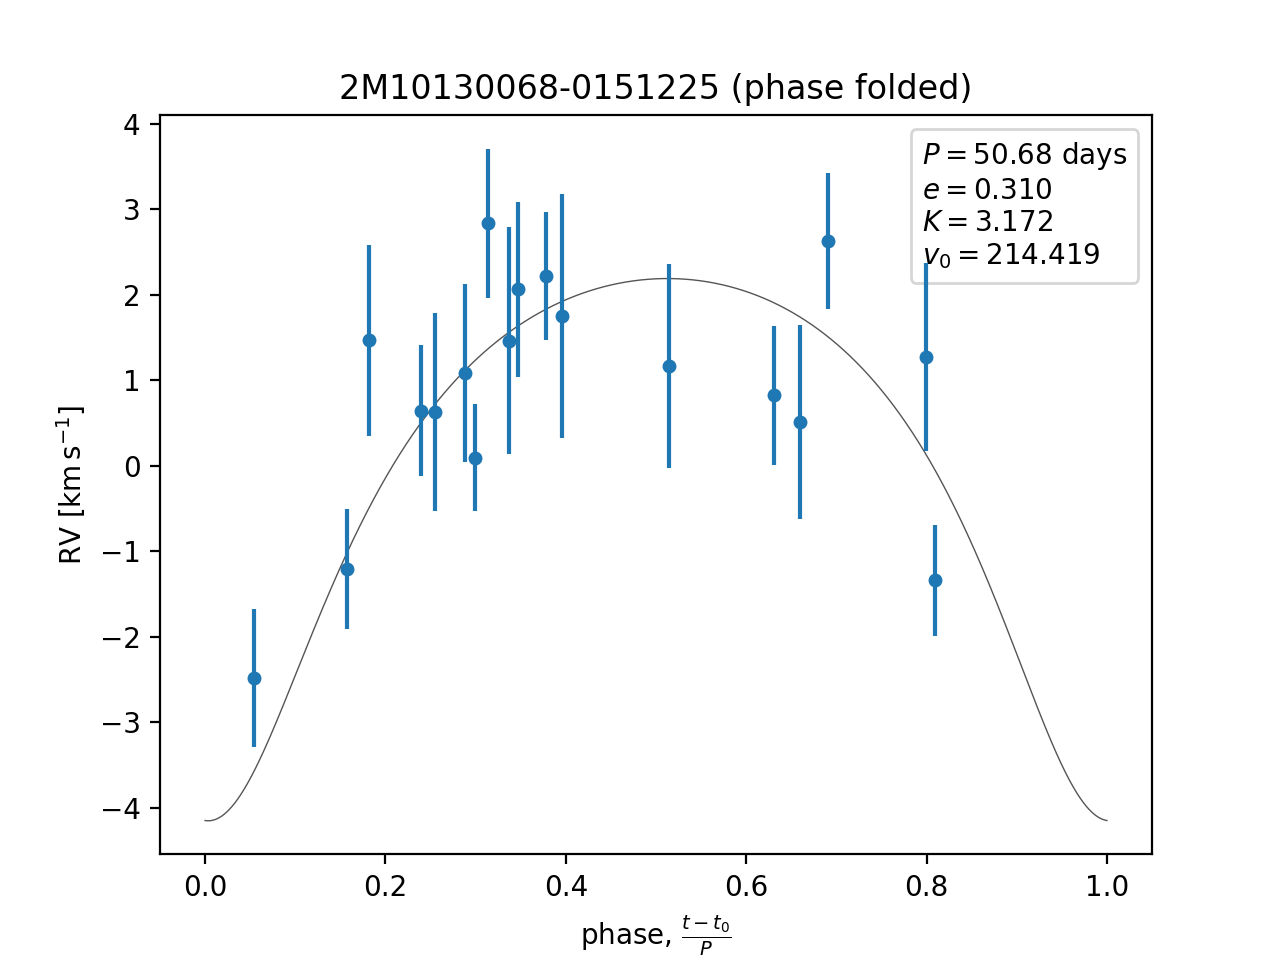 2M10130068-0151225 (phase folded)
P = 50.68 days
e = 0.310
K = 3.172
v₀ = 214.419
4
3
2
1
0
−1
−2
−3
−4
RV [km s⁻¹]
0.0 0.2 0.4 0.6 0.8 1.0
phase, (t − t₀)/P